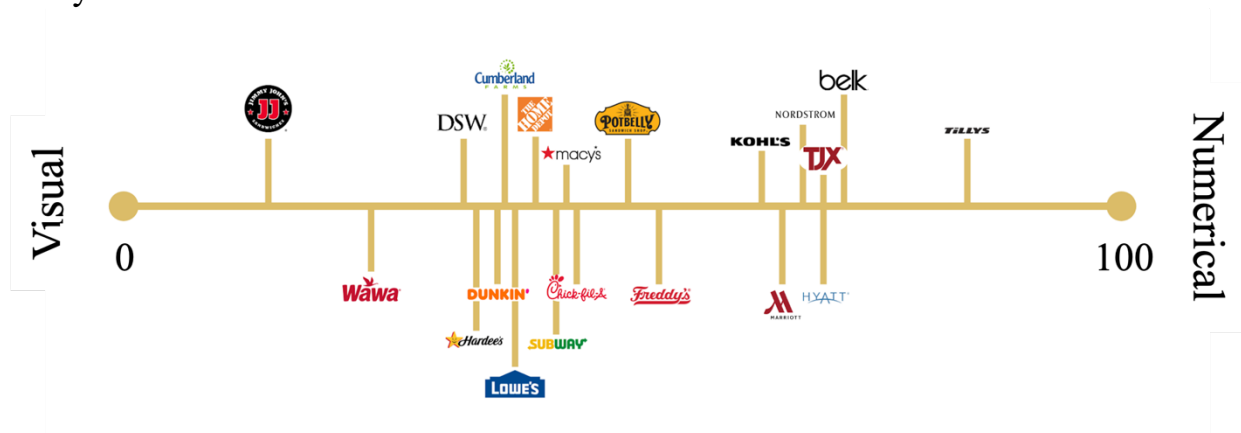 Visual
0
JIMMY JOHN'S
JJ
SANDWICHES
Wawa
DSW
Hardee's
DUNKIN'
Cumberland
FARMS
LOWE'S
THE
HOME
DEPOT
SUBWAY
macy's
Chick-fil-A
POTBELLY
SANDWICH SHOP
Freddy's
KOHL'S
MARRIOTT
NORDSTROM
TJX
HYATT
belk
TiLLYS
100
Numerical